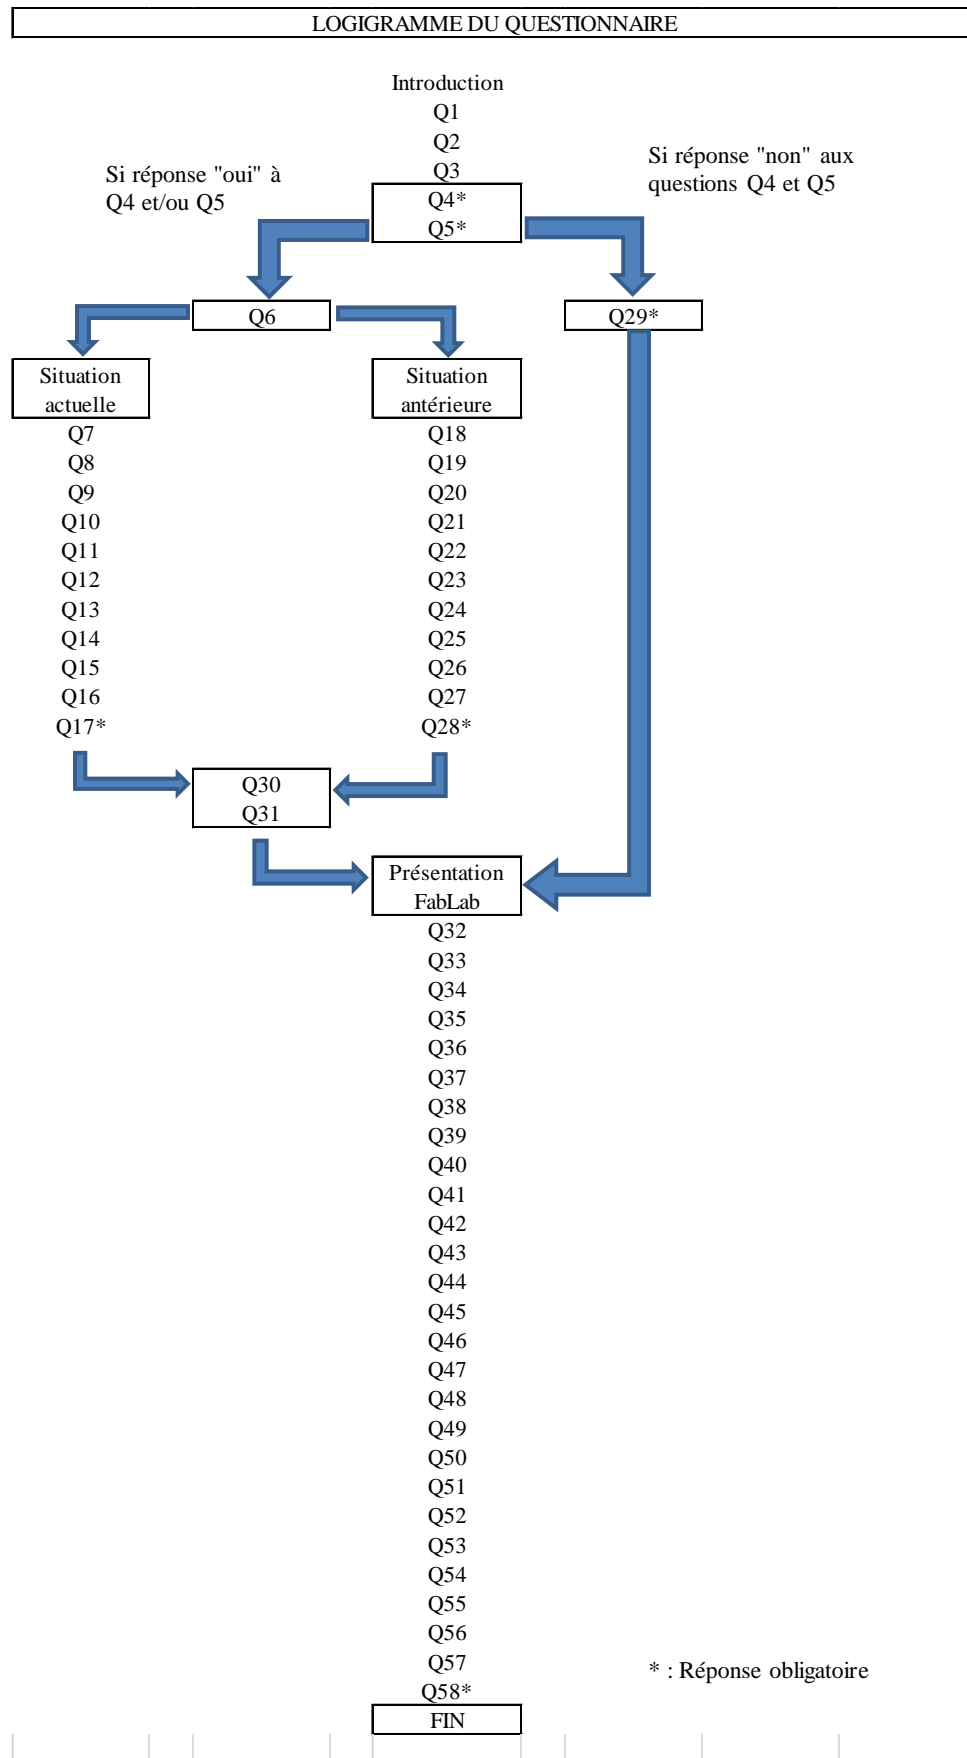 LOGIGRAMME DU QUESTIONNAIRE
Introduction
Q1
Q2
Q3
Q4*
Q5*
Si réponse "oui" à
Q4 et/ou Q5
Si réponse "non" aux
questions Q4 et Q5
Q6
Q29*
Situation
actuelle
Q7
Q8
Q9
Q10
Q11
Q12
Q13
Q14
Q15
Q16
Q17*
Situation
antérieure
Q18
Q19
Q20
Q21
Q22
Q23
Q24
Q25
Q26
Q27
Q28*
Q30
Q31
Présentation
FabLab
Q32
Q33
Q34
Q35
Q36
Q37
Q38
Q39
Q40
Q41
Q42
Q43
Q44
Q45
Q46
Q47
Q48
Q49
Q50
Q51
Q52
Q53
Q54
Q55
Q56
Q57
Q58*
FIN
* : Réponse obligatoire